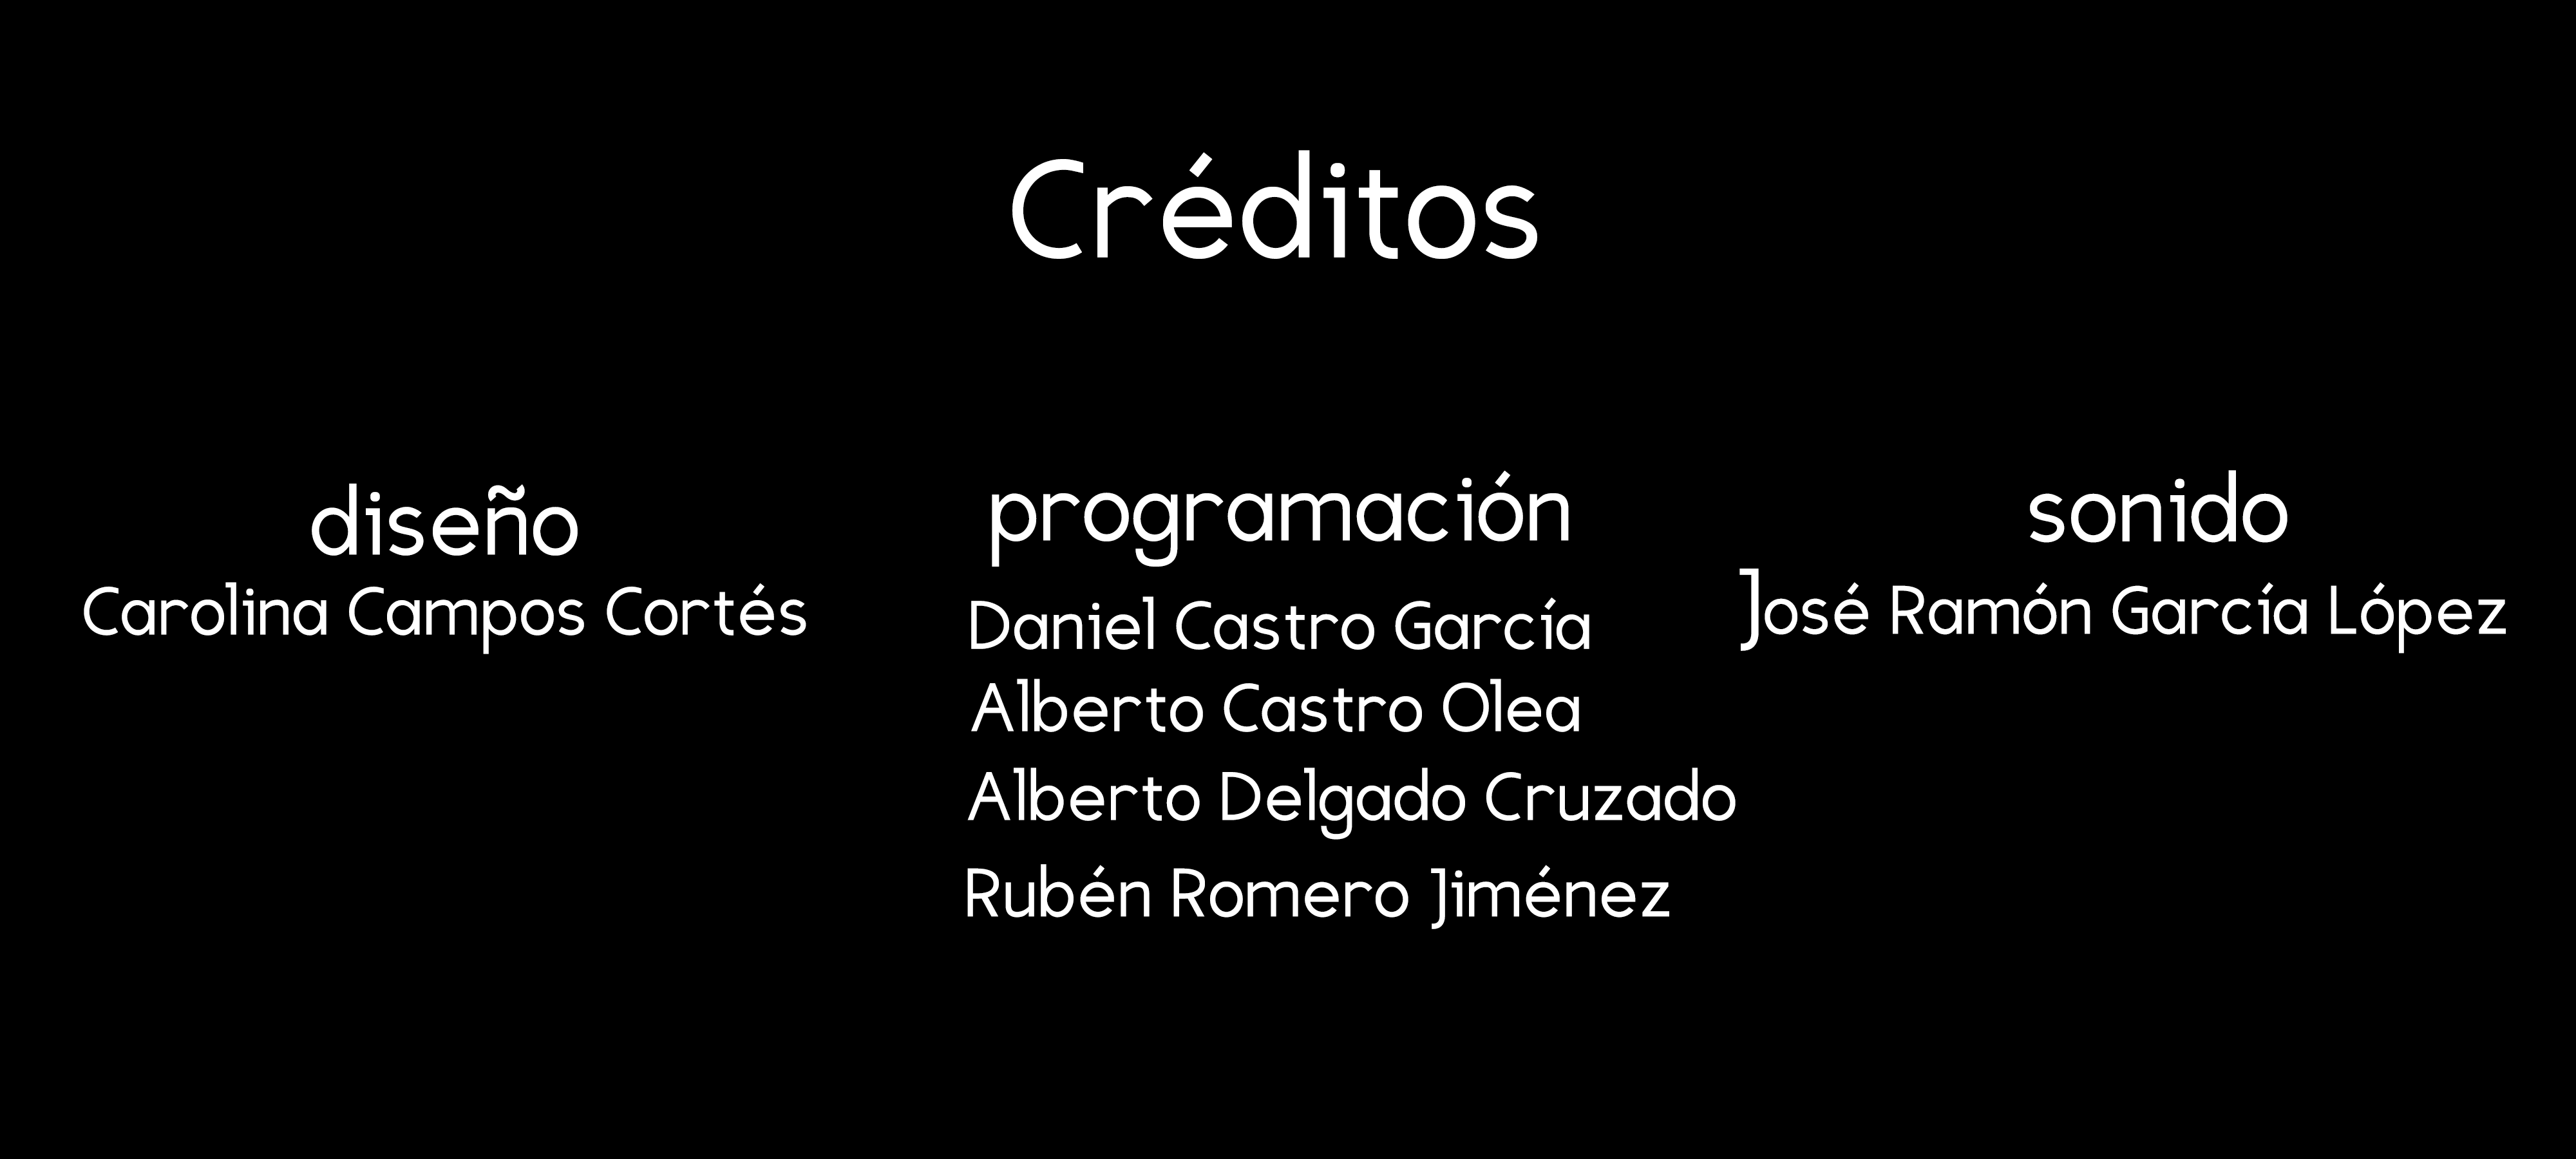 Créditos
diseño
Carolina Campos Cortés
programación
Daniel Castro García
Alberto Castro Olea
Alberto Delgado Cruzado
Rubén Romero Jiménez
sonido
José Ramón García López